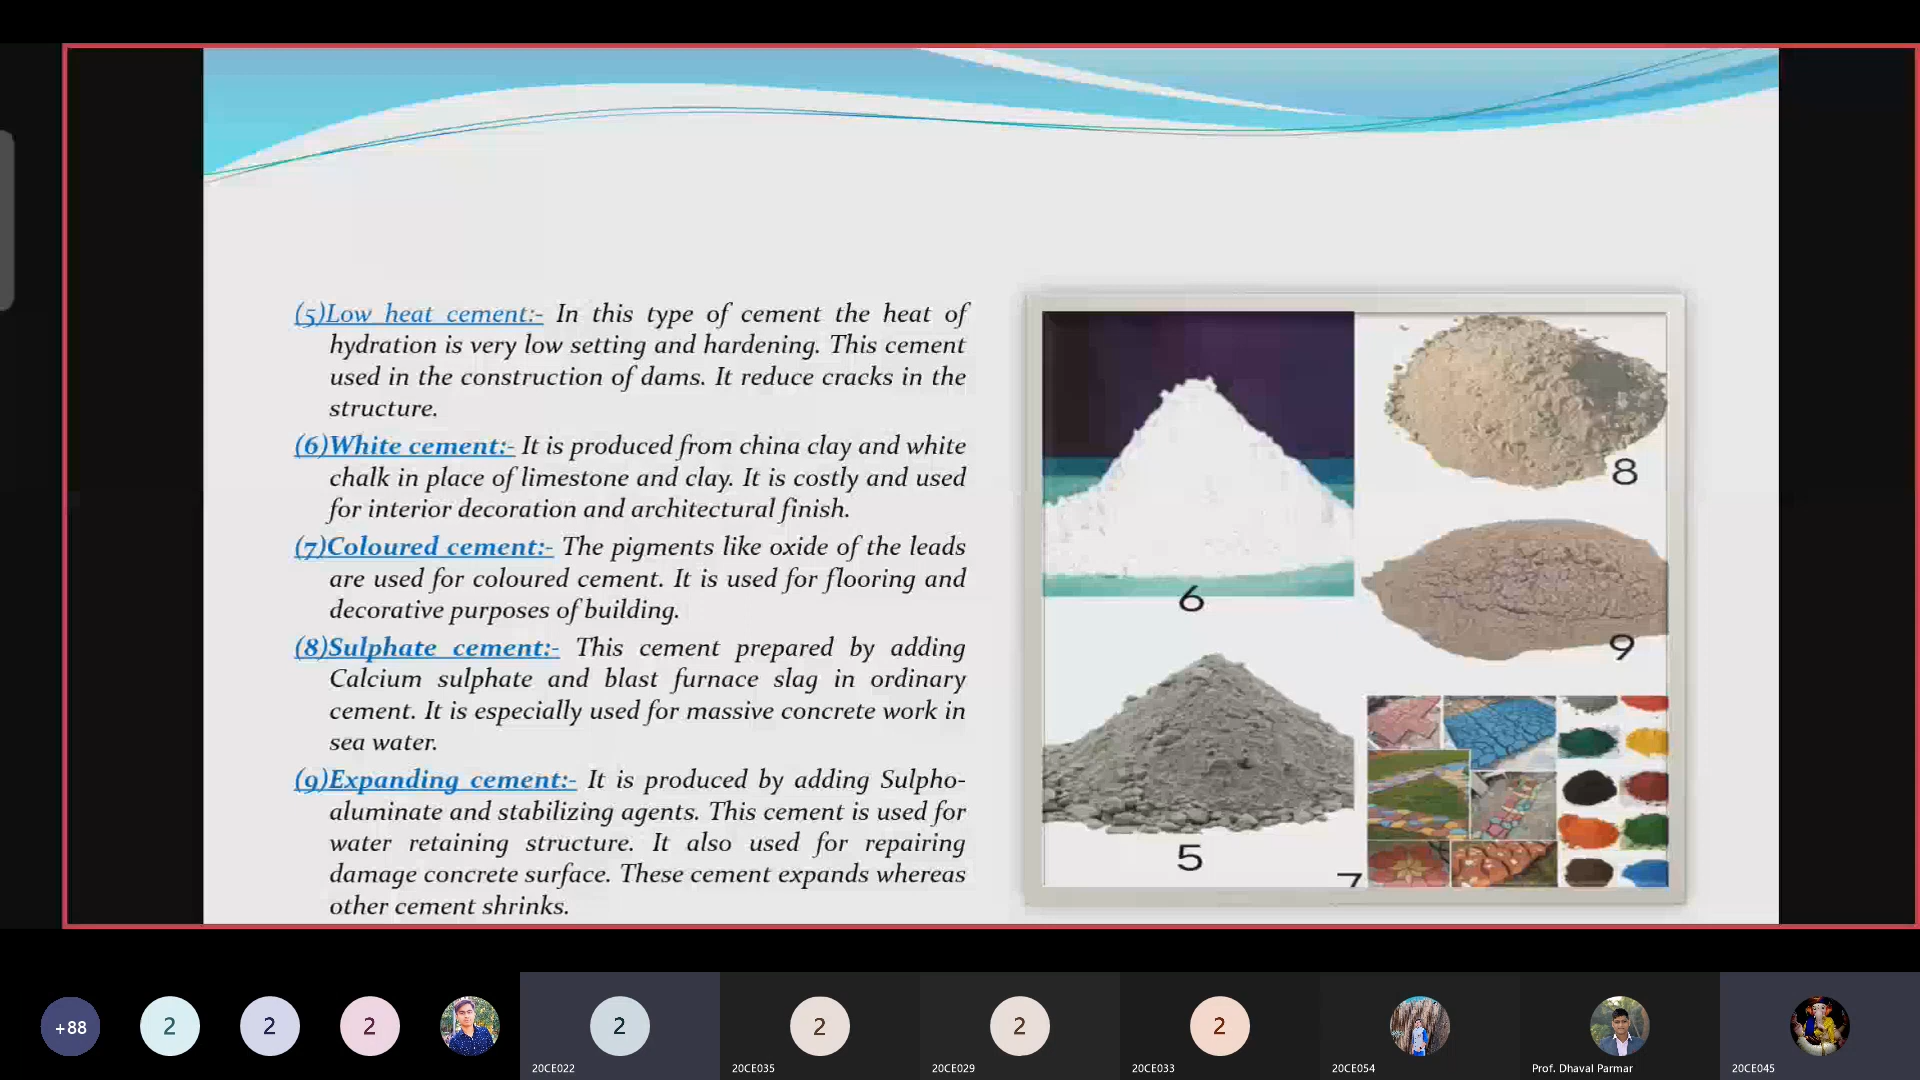 (5)Low heat cement:- In this type of cement the heat of
hydration is very low setting and hardening. This cement
used in the construction of dams. It reduce cracks in the
structure.
(6)White cement:- It is produced from china clay and white
chalk in place of limestone and clay. It is costly and used
for interior decoration and architectural finish.
(7)Coloured cement:- The pigments like oxide of the leads
are used for coloured cement. It is used for flooring and
decorative purposes of building.
(8)Sulphate cement:- This cement prepared by adding
Calcium sulphate and blast furnace slag in ordinary
cement. It is especially used for massive concrete work in
sea water.
(9)Expanding cement:- It is produced by adding Sulpho-
aluminate and stabilizing agents. This cement is used for
water retaining structure. It also used for repairing
damage concrete surface. These cement expands whereas
other cement shrinks.
8
6
9
5
7
+88
2
2
2
2
2
2
2
20CE022
20CE035
20CE029
20CE033
20CE054
Prof. Dhaval Parmar
20CE045